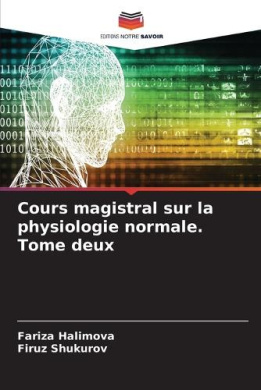 EDITIONS NOTRE SAVOIR
Cours magistral sur la
physiologie normale.
Tome deux
Fariza Halimova
Firuz Shukurov